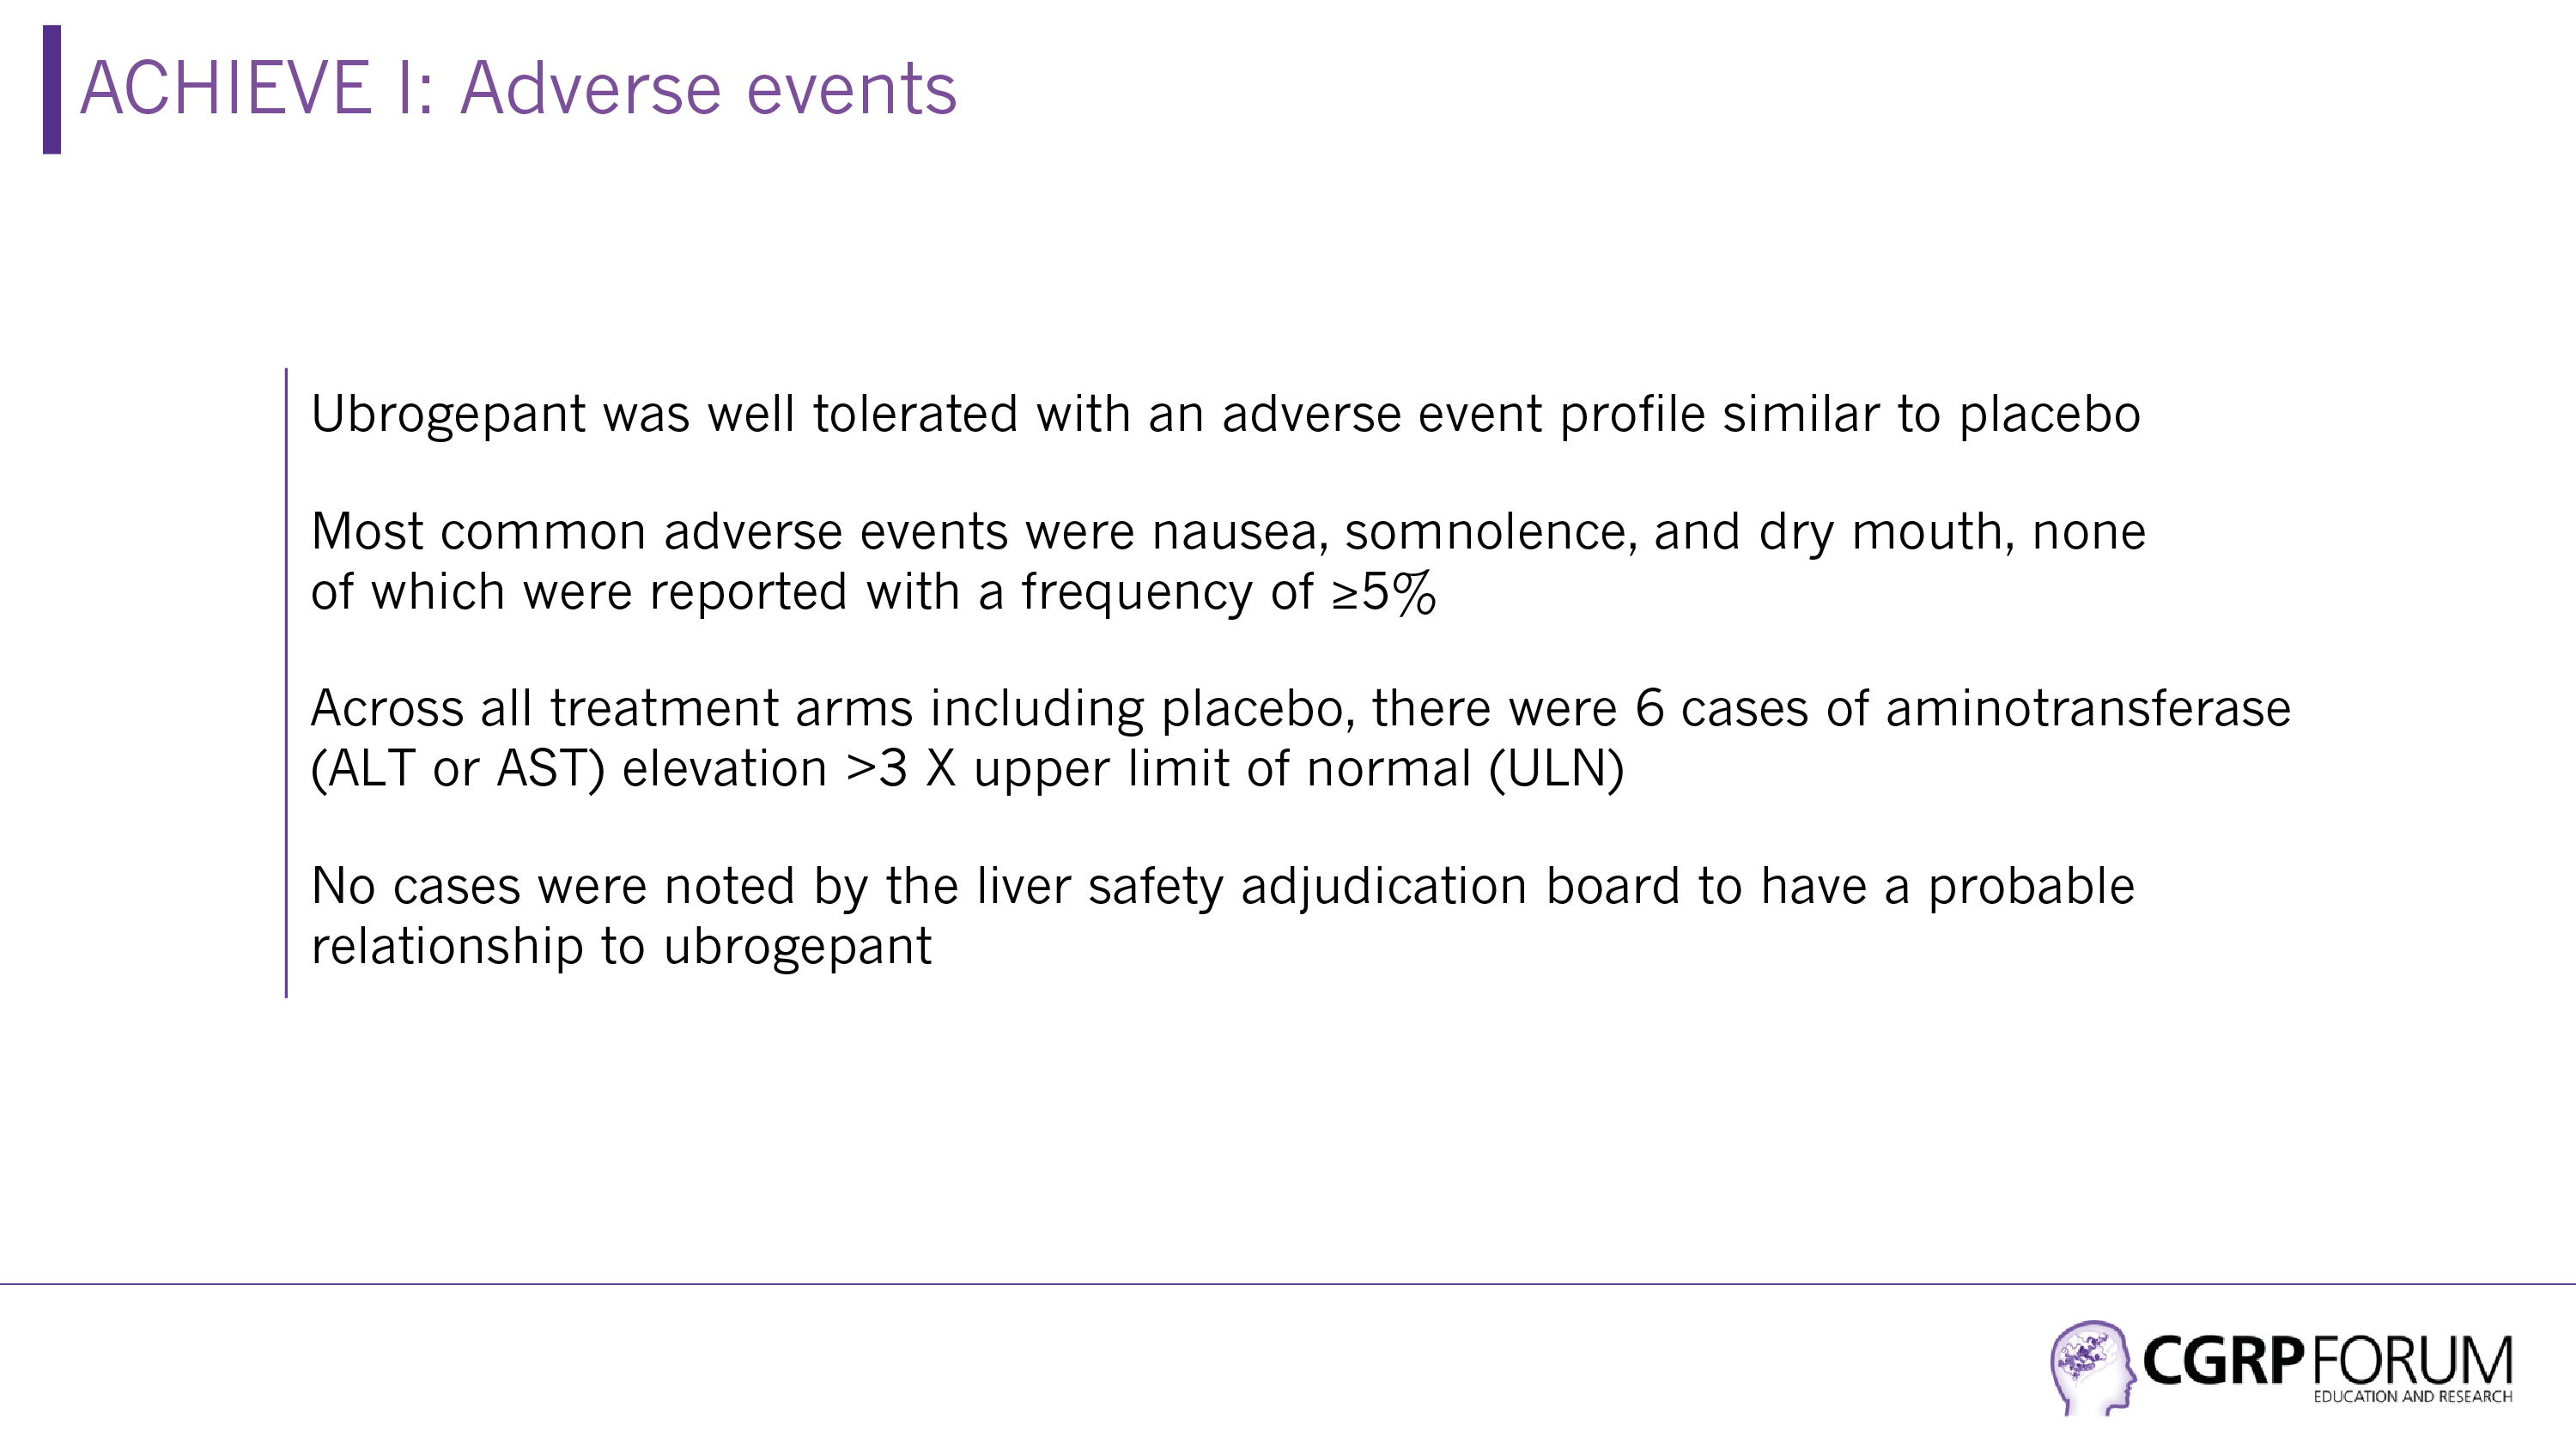 ACHIEVE I: Adverse events
Ubrogepant was well tolerated with an adverse event profile similar to placebo
Most common adverse events were nausea, somnolence, and dry mouth, none
of which were reported with a frequency of ≥5%
Across all treatment arms including placebo, there were 6 cases of aminotransferase
(ALT or AST) elevation >3 X upper limit of normal (ULN)
No cases were noted by the liver safety adjudication board to have a probable
relationship to ubrogepant
CGRP FORUM
EDUCATION AND RESEARCH